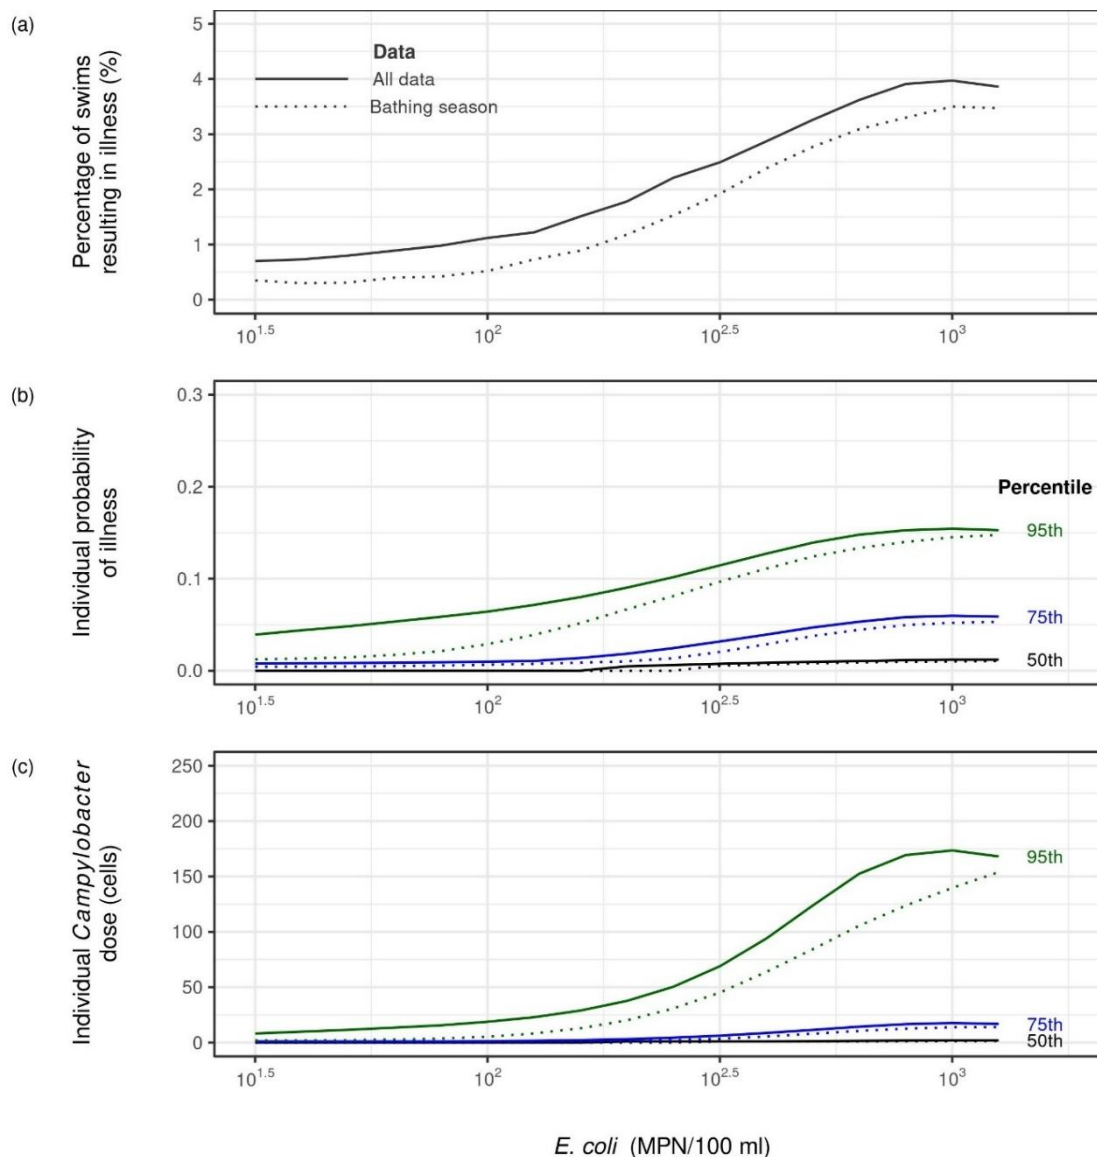 (a)
Percentage of swims
resulting in illness (%)
5
4
3
2
1
0
Data
All data
Bathing season
10^1.5
10^2
10^2.5
10^3
(b)
Individual probability
of illness
0.3
0.2
0.1
0.0
Percentile
95th
75th
50th
10^1.5
10^2
10^2.5
10^3
(c)
Individual Campylobacter
dose (cells)
250
200
150
100
50
0
95th
75th
50th
10^1.5
10^2
10^2.5
10^3
E. coli (MPN/100 ml)